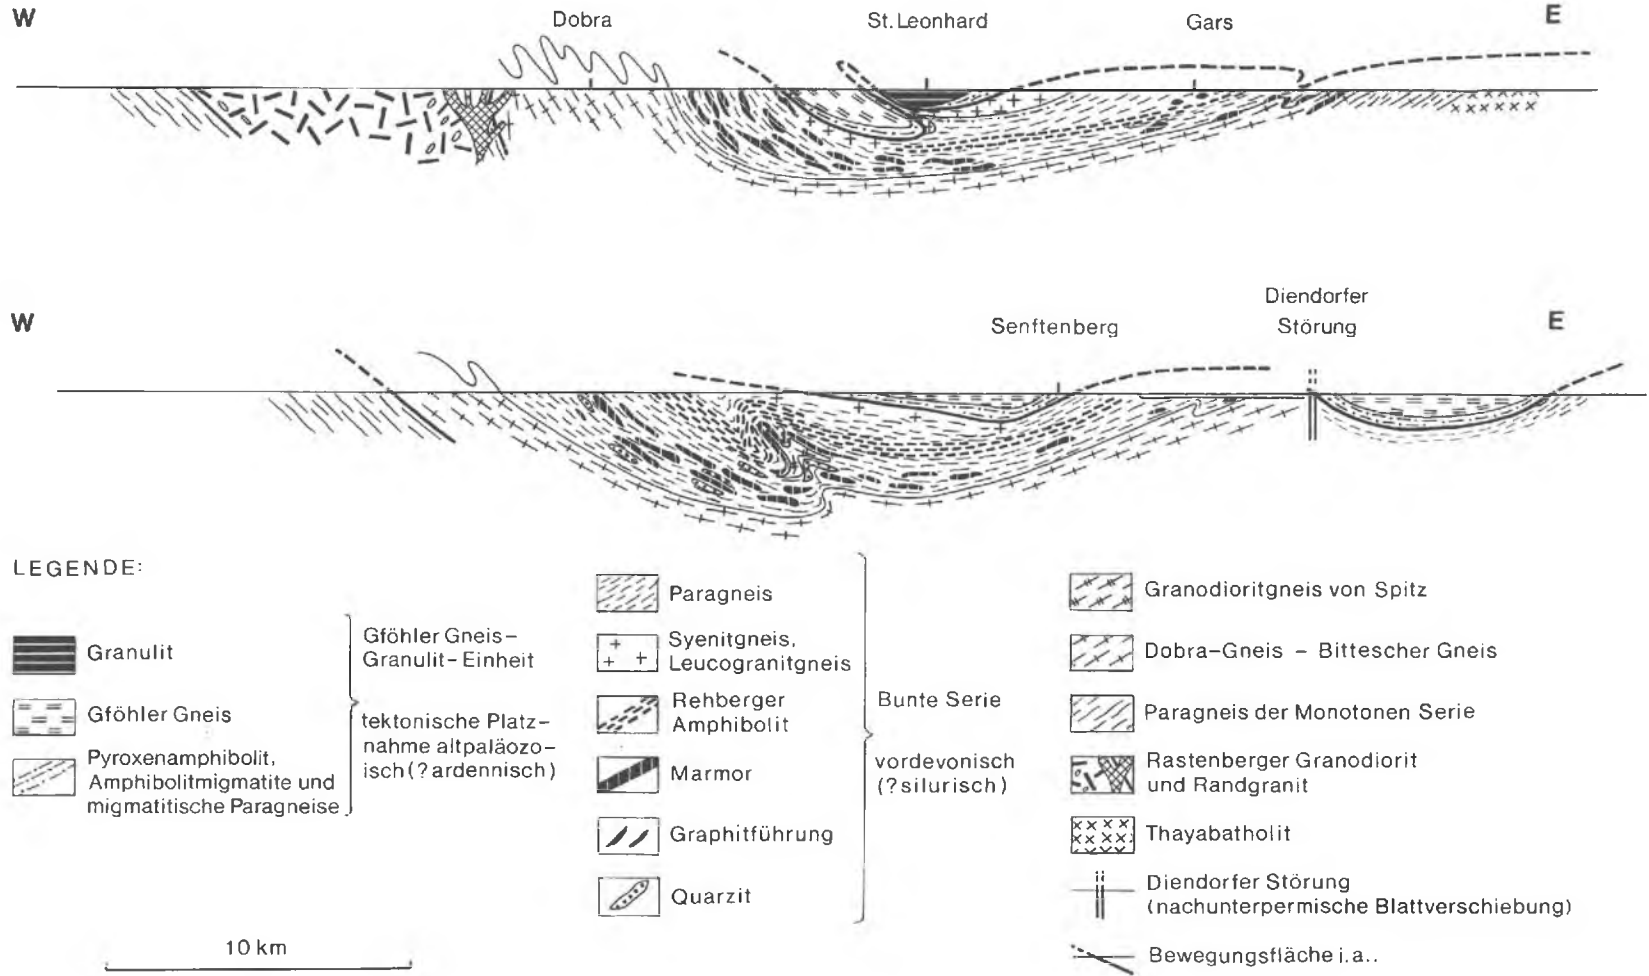 W
Dobra
St. Leonhard
Gars
E
W
Senftenberg
Diendorfer
Störung
E
LEGENDE:
Granulit
Gföhler Gneis
Pyroxenamphibolit,
Amphibolitmigmatite und
migmatitische Paragneise
Gföhler Gneis-
Granulit-Einheit
tektonische Platz-
nahme altpaläozo-
isch (? ardennisch)
Paragneis
Syenitgneis,
Leucogranitgneis
Rehberger
Amphibolit
Marmor
Graphitführung
Quarzit
Bunte Serie
vordevonisch
(? silurisch)
Granodioritgneis von Spitz
Dobra-Gneis - Bittescher Gneis
Paragneis der Monotonen Serie
Rastenberger Granodiorit
und Randgranit
Thayabatholit
Diendorfer Störung
(nachunterpermische Blattverschiebung)
Bewegungsfläche i.a..
10 km